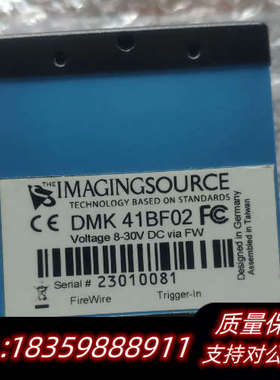 THE IMAGINGSOURCE
TECHNOLOGY BASED ON STANDARDS
CE DMK 41BF02 FC
Voltage 8-30V DC via FW
Serial # 23010081
FireWire Trigger-In
Designed in Germany
Assembled in Taiwan
质量保
:18359888911 支持对公